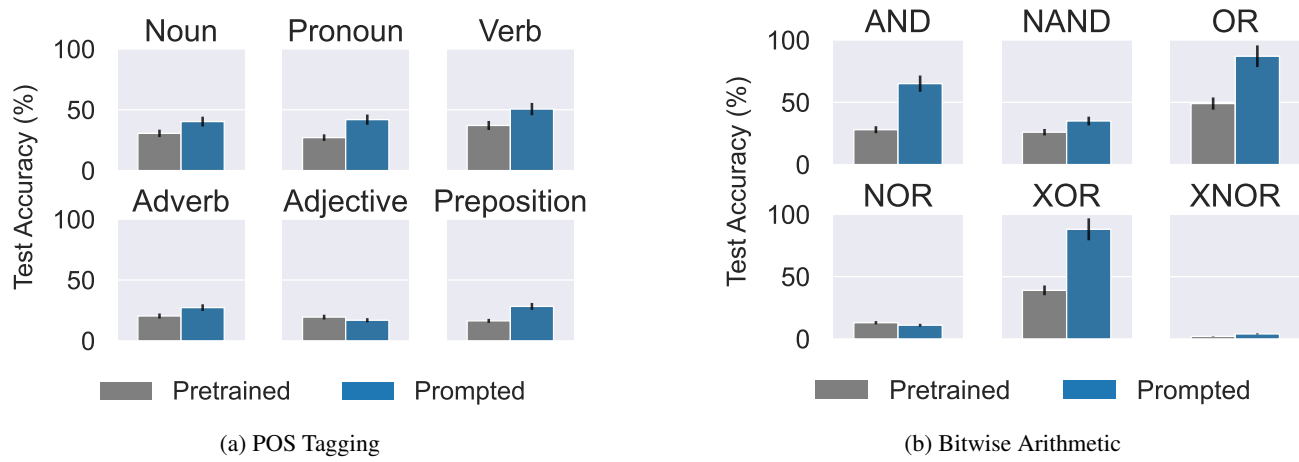 Noun Pronoun Verb
100
50
0
Adverb Adjective Preposition
100
50
0
Test Accuracy (%)
Pretrained Prompted
(a) POS Tagging
AND NAND OR
100
50
0
NOR XOR XNOR
100
50
0
Test Accuracy (%)
Pretrained Prompted
(b) Bitwise Arithmetic